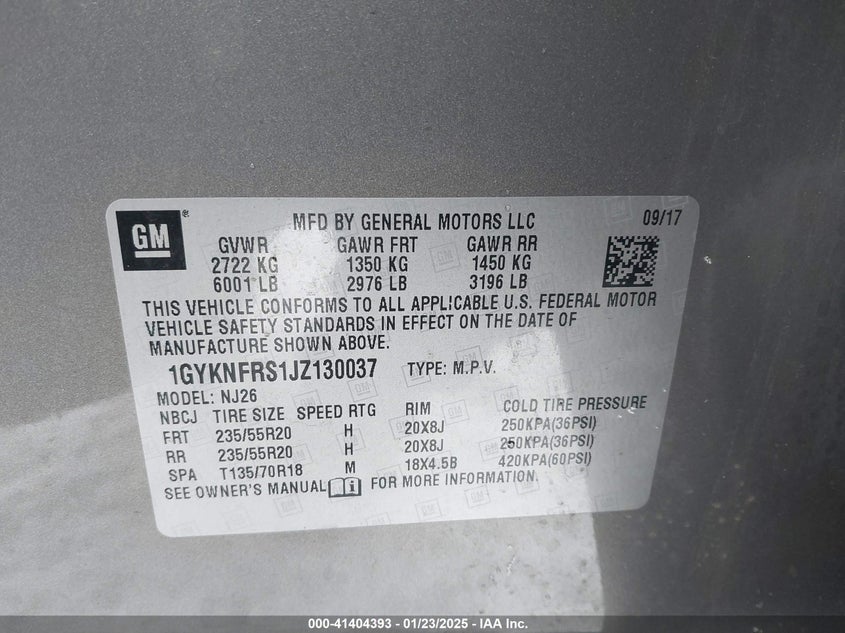 GM® MFD BY GENERAL MOTORS LLC 09/17
GVWR GAWR FRT GAWR RR
2722 KG 1350 KG 1450 KG
6001 LB 2976 LB 3196 LB
THIS VEHICLE CONFORMS TO ALL APPLICABLE U.S. FEDERAL MOTOR
VEHICLE SAFETY STANDARDS IN EFFECT ON THE DATE OF
MANUFACTURE SHOWN ABOVE.
1GYKNFRS1JZ130037 TYPE: M.P.V.
MODEL: NJ26
NBCJ TIRE SIZE SPEED RTG RIM COLD TIRE PRESSURE
FRT 235/55R20 H 20X8J 250KPA(36PSI)
RR 235/55R20 H 20X8J 250KPA(36PSI)
SPA T135/70R18 M 18X4.5B 420KPA(60PSI)
SEE OWNER'S MANUAL FOR MORE INFORMATION.
000-41404393 — 01/23/2025 — IAA Inc.